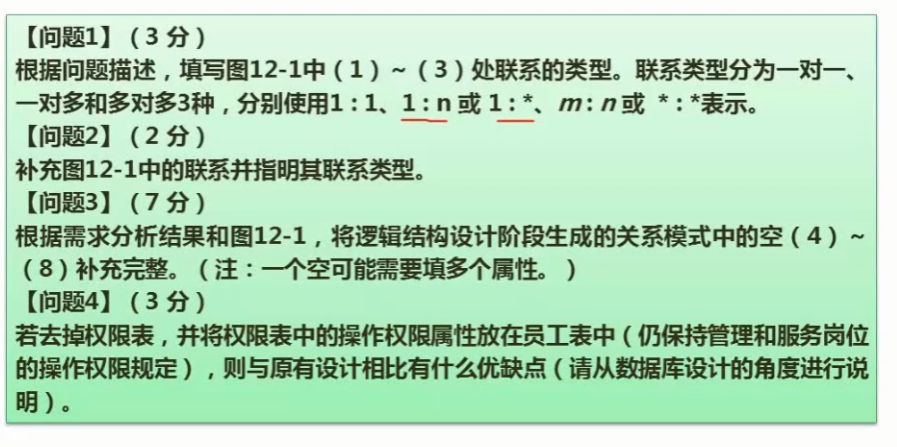 【问题1】（3 分）
根据问题描述，填写图12-1中（1）～（3）处联系的类型。联系类型分为一对一、
一对多和多对多3种，分别使用1：1、1：n 或 1：*、m：n 或 *：*表示。
【问题2】（2 分）
补充图12-1中的联系并指明其联系类型。
【问题3】（7 分）
根据需求分析结果和图12-1，将逻辑结构设计阶段生成的关系模式中的空（4）～
（8）补充完整。（注：一个空可能需要填多个属性。）
【问题4】（3 分）
若去掉权限表，并将权限表中的操作权限属性放在员工表中（仍保持管理和服务岗位
的操作权限规定），则与原有设计相比有什么优缺点（请从数据库设计的角度进行说
明）。